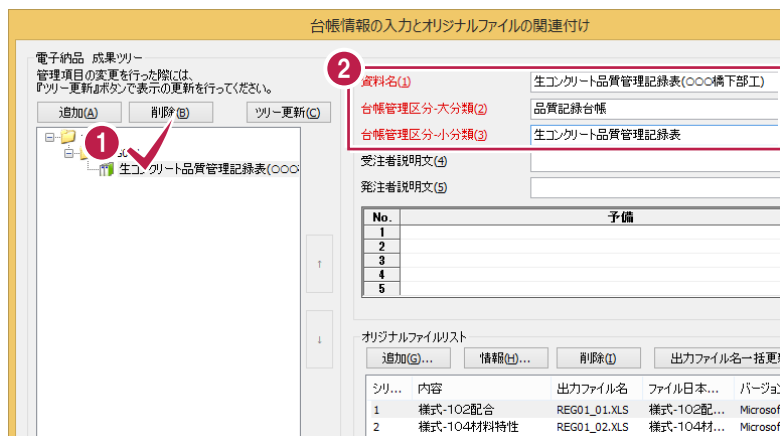 台帳情報の入力とオリジナルファイルの関連付け
電子納品 成果ツリー
管理項目の変更を行った際には、
『ツリー更新』ボタンで表示の更新を行ってください。
追加(A) 削除(B) ツリー更新(C)
1
生コンクリート品質管理記録表(○○○
2
資料名(1) 生コンクリート品質管理記録表(○○○橋下部工)
台帳管理区分-大分類(2) 品質記録台帳
台帳管理区分-小分類(3) 生コンクリート品質管理記録表
受注者説明文(4)
発注者説明文(5)
No. 予備
1
2
3
4
5
↑
↓
オリジナルファイルリスト
追加(G)... 情報(H)... 削除(I) 出力ファイル名一括更
シリ... 内容 出力ファイル名 ファイル日本... バージョ
1 様式-102配合 REG01_01.XLS 様式-102配... Microsof
2 様式-104材料特性 REG01_02.XLS 様式-104材... Microsof